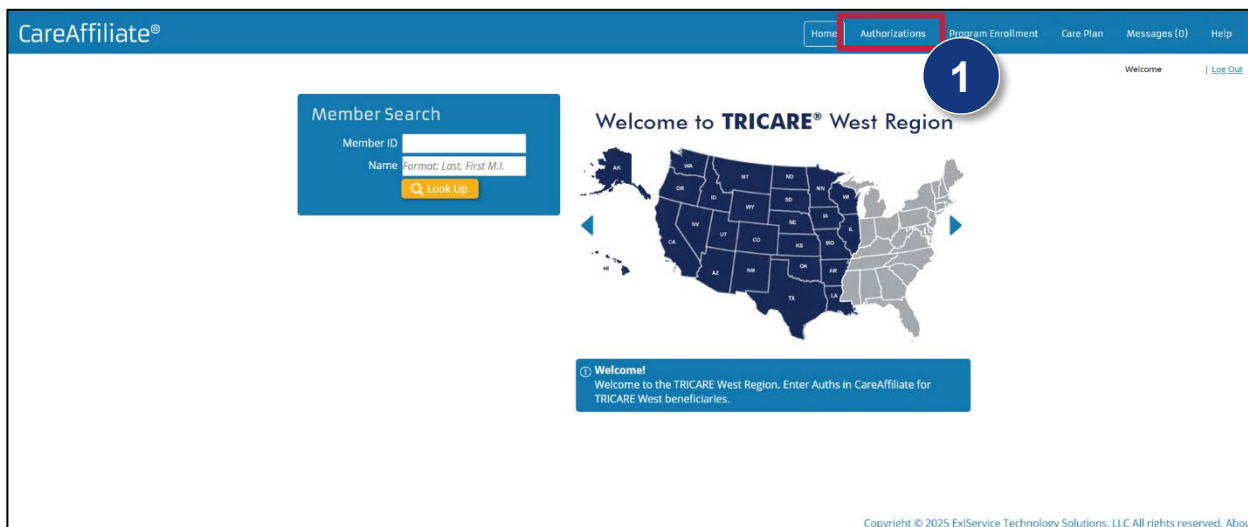 CareAffiliate®
Home Authorizations Program Enrollment Care Plan Messages (0) Help
1
Welcome | Log Out
Member Search
Member ID
Name Format: Last, First M.I.
Look Up
Welcome to TRICARE® West Region
AK
WA
MT
ND
MN
WI
OR
ID
WY
SD
IA
NE
IL
NV
UT
CO
KS
MO
CA
OK
AR
AZ
NM
TX
LA
HI
Welcome!
Welcome to the TRICARE West Region. Enter Auths in CareAffiliate for
TRICARE West beneficiaries.
Copyright © 2025 ExlService Technology Solutions, LLC All rights reserved. Abou